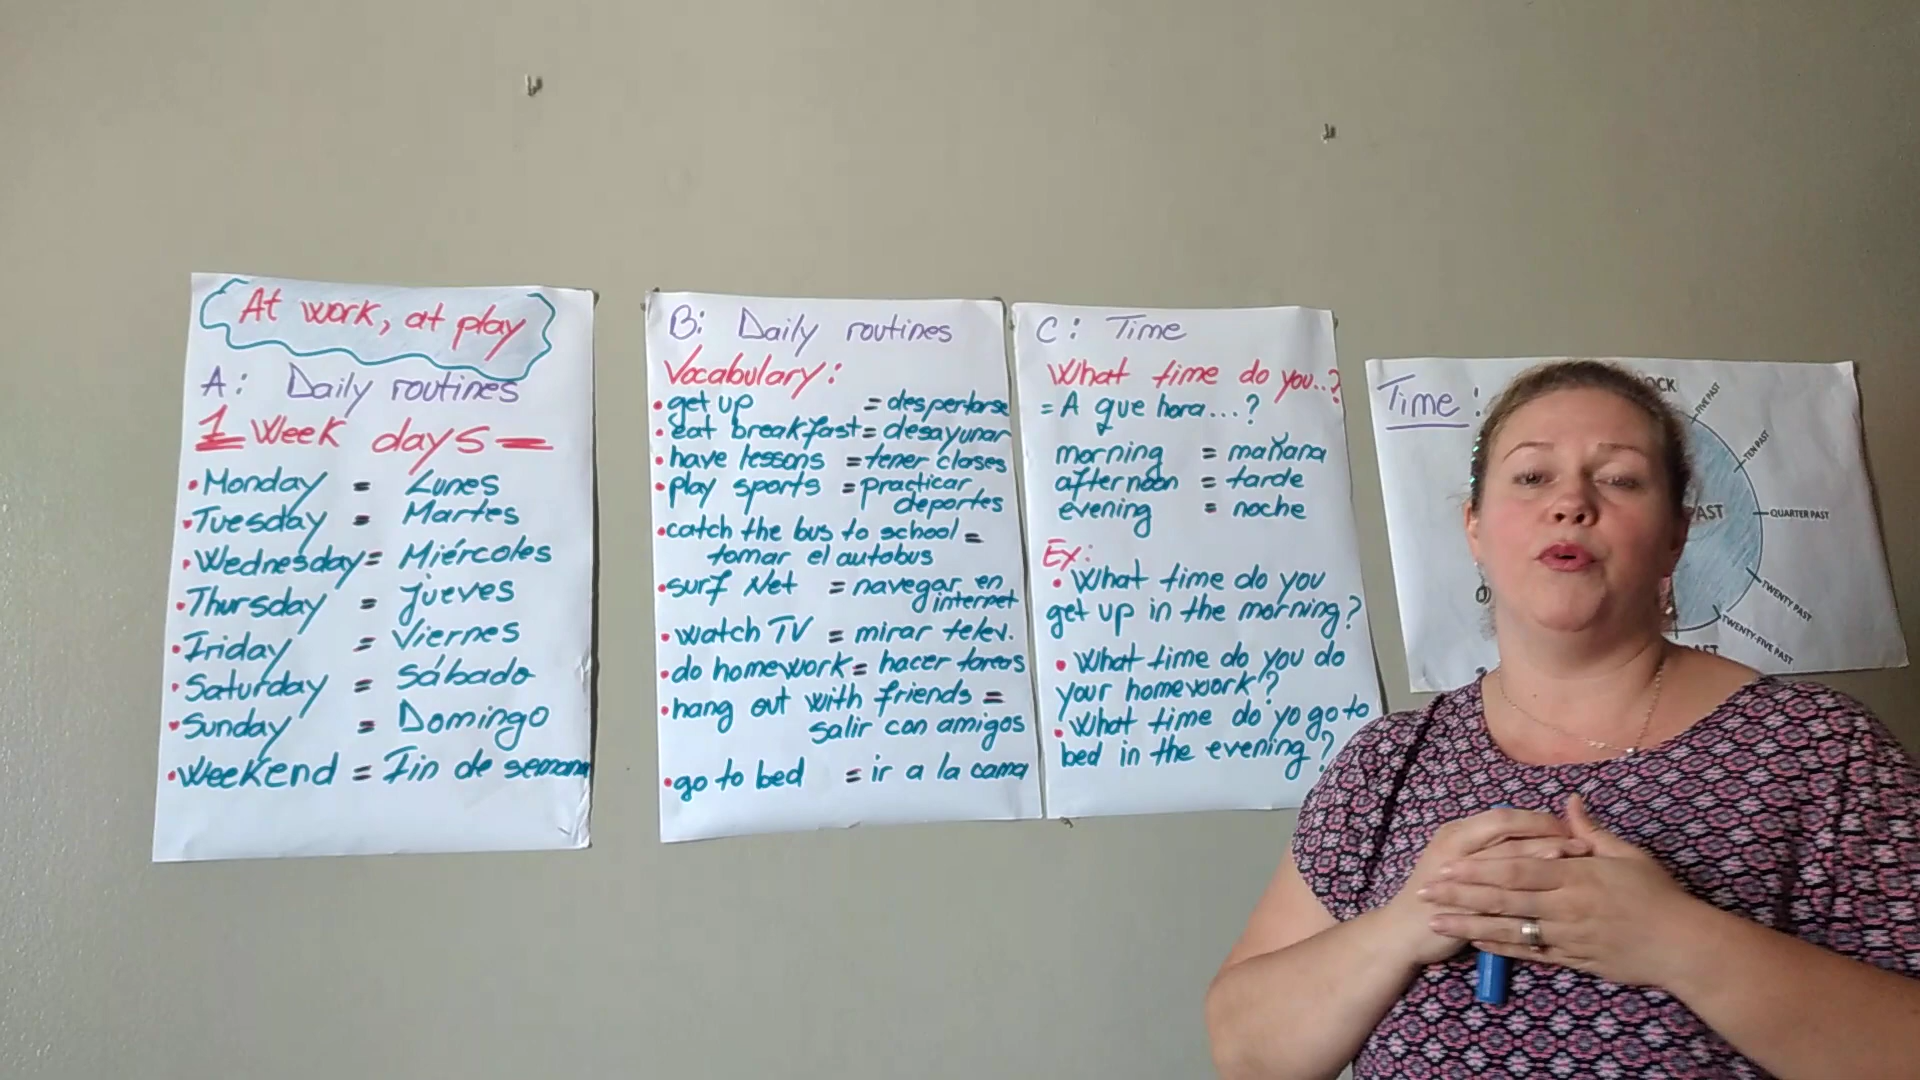 At work, at play
A: Daily routines
1 Week days
• Monday = Lunes
• Tuesday = Martes
• Wednesday = Miércoles
• Thursday = jueves
• Friday = Viernes
• Saturday = Sábado
• Sunday = Domingo
• Weekend = Fin de semana
B: Daily routines
Vocabulary:
• get up = despertarse
• eat breakfast = desayunar
• have lessons = tener clases
• play sports = practicar
deportes
• catch the bus to school =
tomar el autobus
• surf Net = navegar en
internet
• watch TV = mirar telev.
• do homework = hacer tareas
• hang out with friends =
salir con amigos
• go to bed = ir a la cama
C: Time
What time do you..?
= A que hora...?
morning = mañana
afternoon = tarde
evening = noche
Ex:
• What time do you
get up in the morning?
• What time do you do
your homework?
• What time do yo go to
bed in the evening?
Time:
FIVE PAST
TEN PAST
QUARTER PAST
TWENTY PAST
TWENTY-FIVE PAST